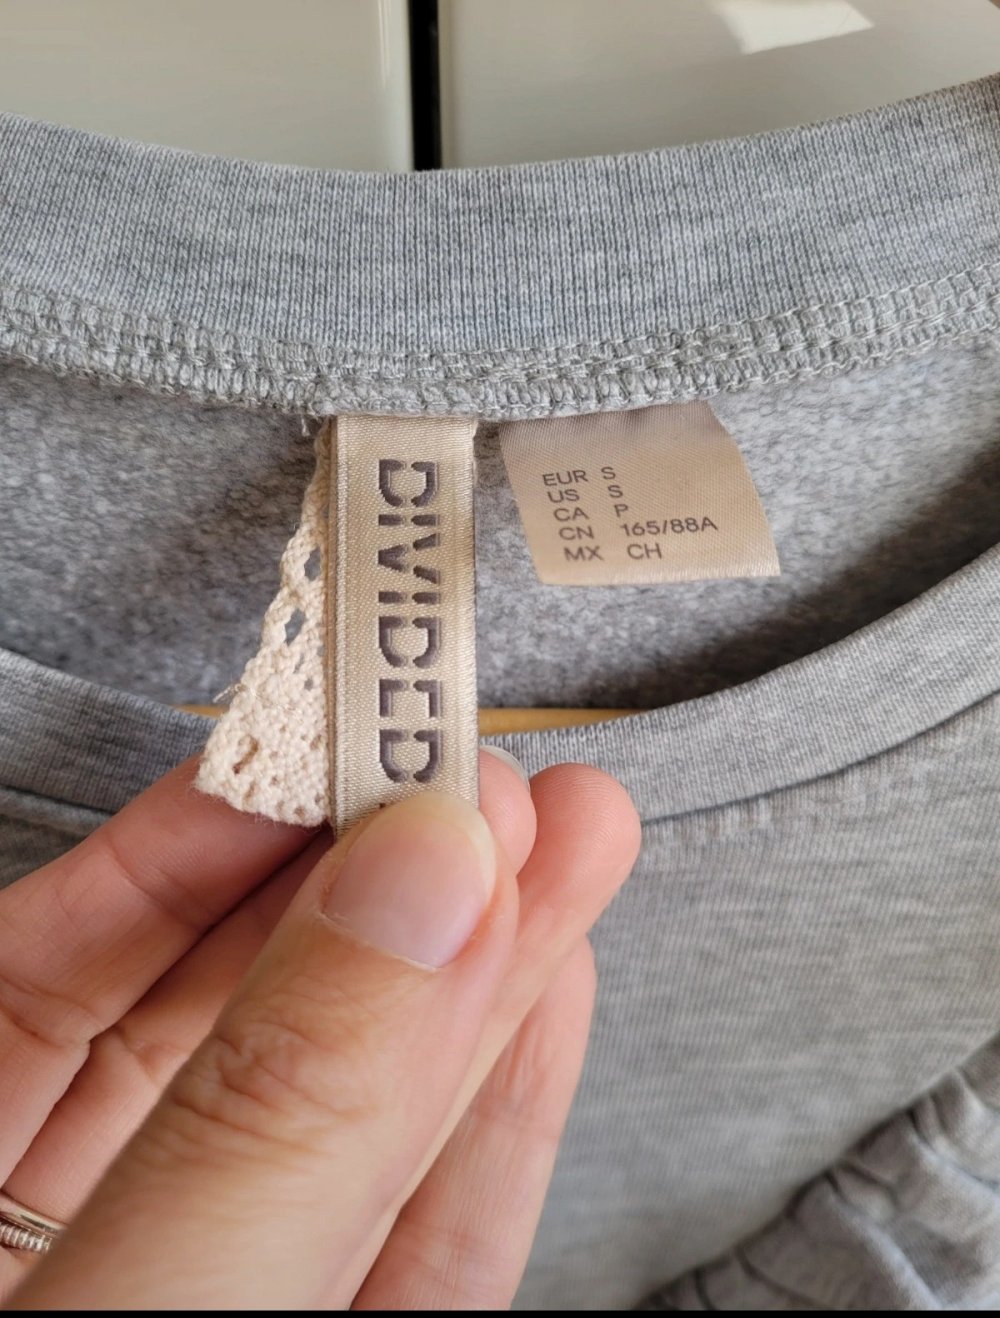 DIVIDED
EUR S
US S
CA P
CN 165/88A
MX CH